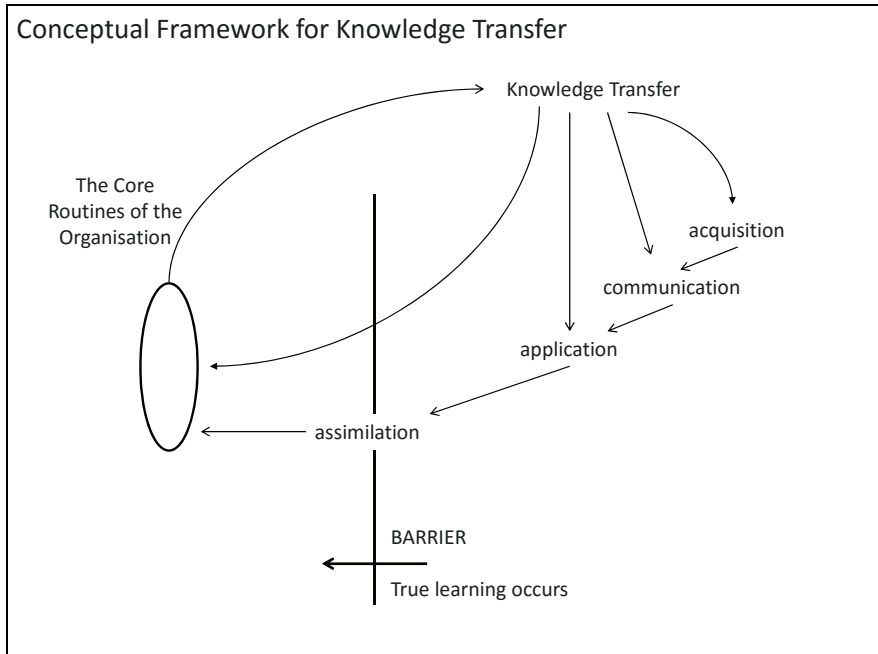 Conceptual Framework for Knowledge Transfer
Knowledge Transfer
The Core
Routines of the
Organisation
acquisition
communication
application
assimilation
BARRIER
True learning occurs